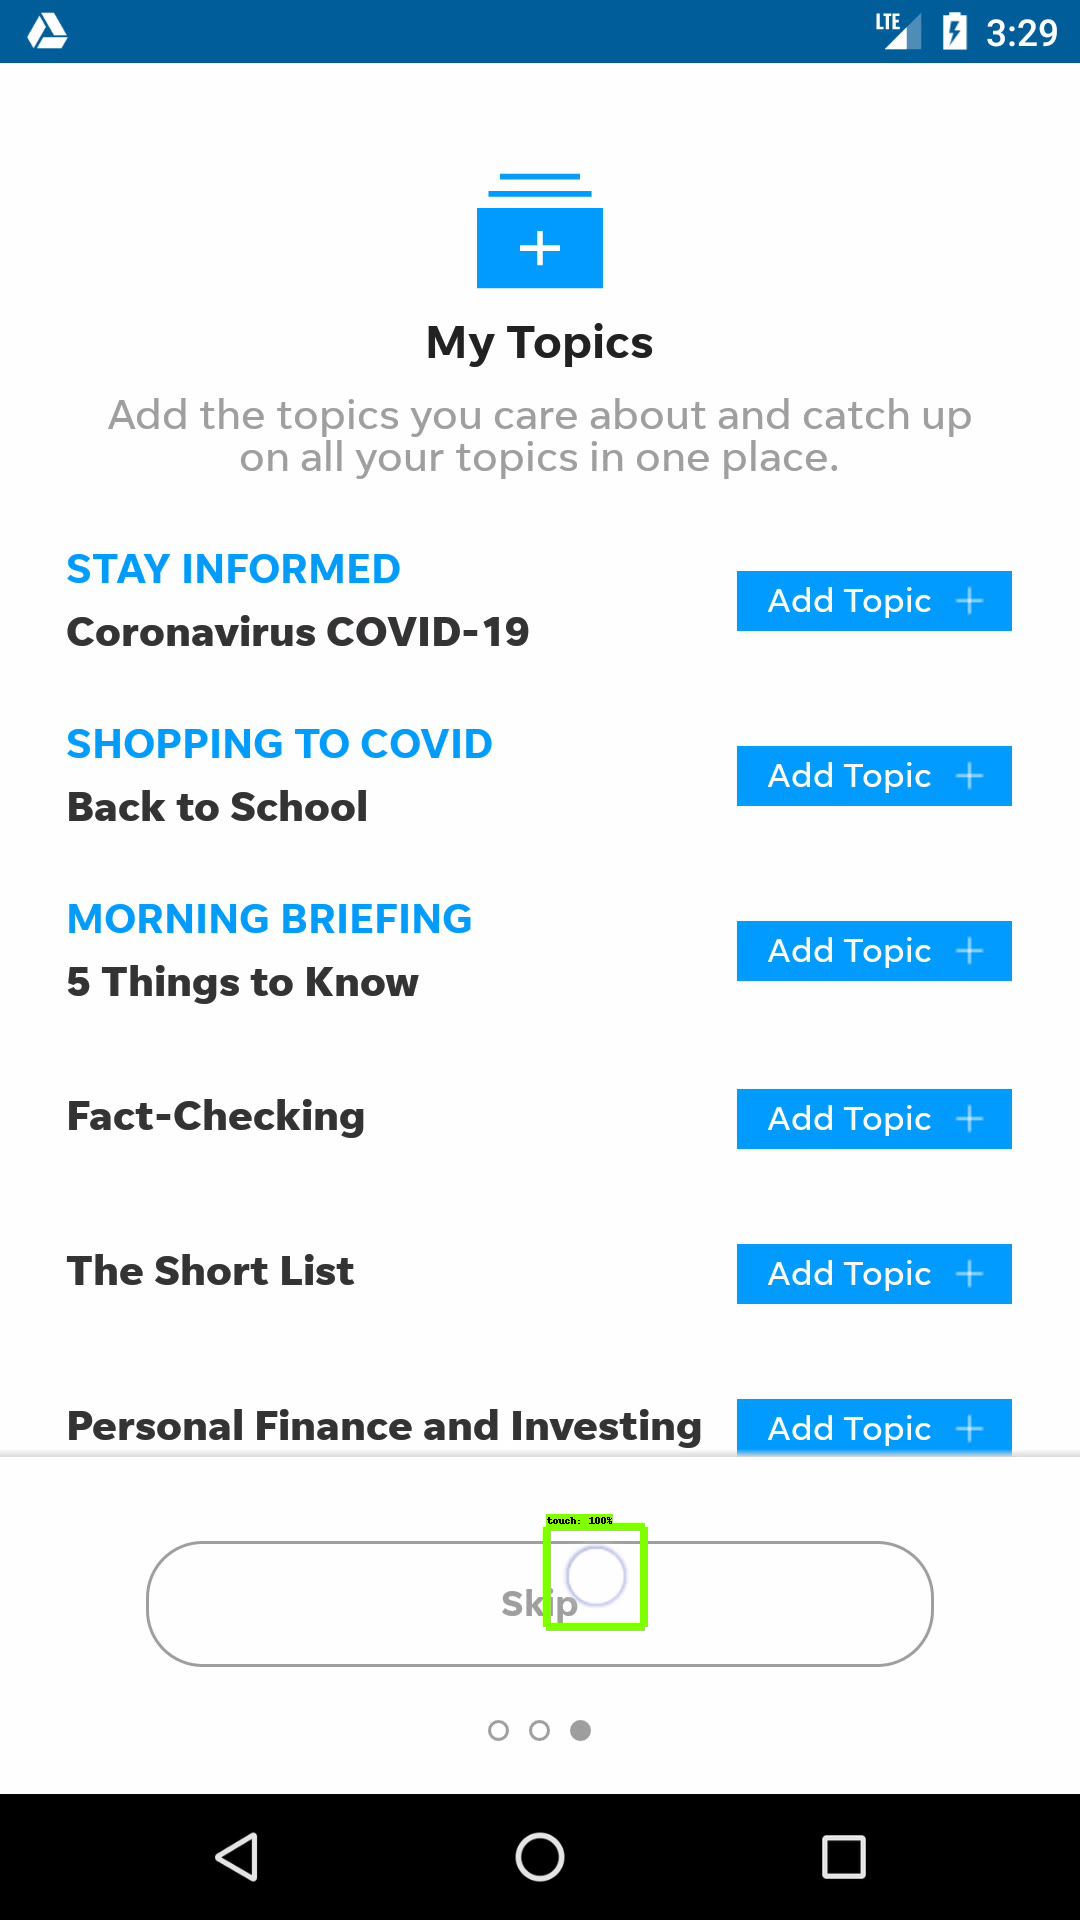 LTE 3:29
My Topics
Add the topics you care about and catch up
on all your topics in one place.
STAY INFORMED
Coronavirus COVID-19
Add Topic
SHOPPING TO COVID
Back to School
Add Topic
MORNING BRIEFING
5 Things to Know
Add Topic
Fact-Checking
Add Topic
The Short List
Add Topic
Personal Finance and Investing
Add Topic
touch: 100%
Skip